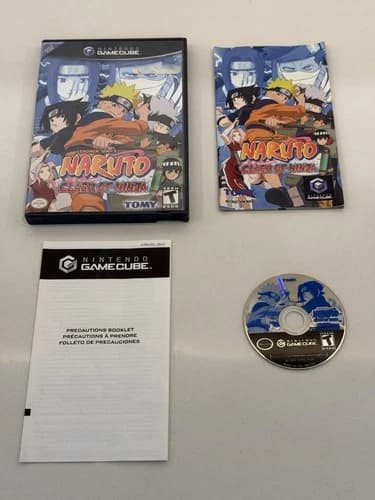 NINTENDO
GAMECUBE
NARUTO
CLASH OF NINJA
TOMY
T
NARUTO
CLASH OF NINJA
TOMY
NINTENDO
GAMECUBE
PRECAUTIONS BOOKLET
PRÉCAUTIONS À PRENDRE
FOLLETO DE PRECAUCIONES
NINTENDO
GAMECUBE
T